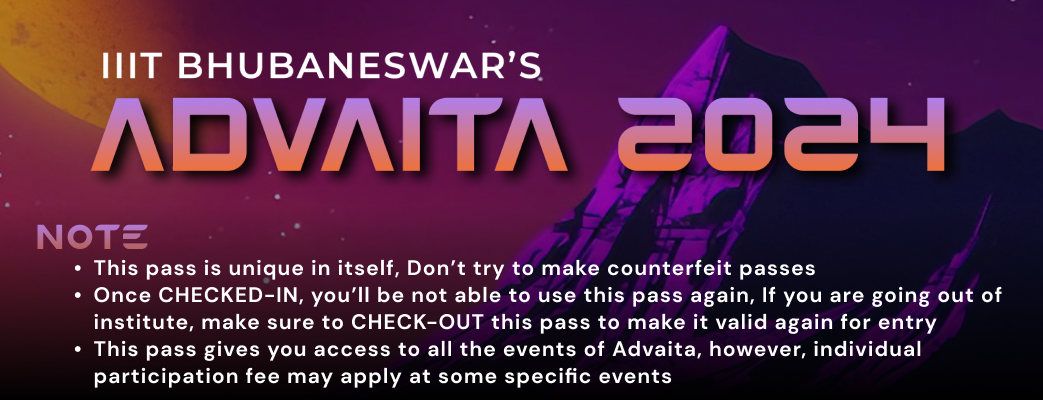 IIIT BHUBANESWAR’S
ADVAITA 2024
NOTE
• This pass is unique in itself, Don’t try to make counterfeit passes
• Once CHECKED-IN, you’ll be not able to use this pass again, If you are going out of
institute, make sure to CHECK-OUT this pass to make it valid again for entry
• This pass gives you access to all the events of Advaita, however, individual
participation fee may apply at some specific events